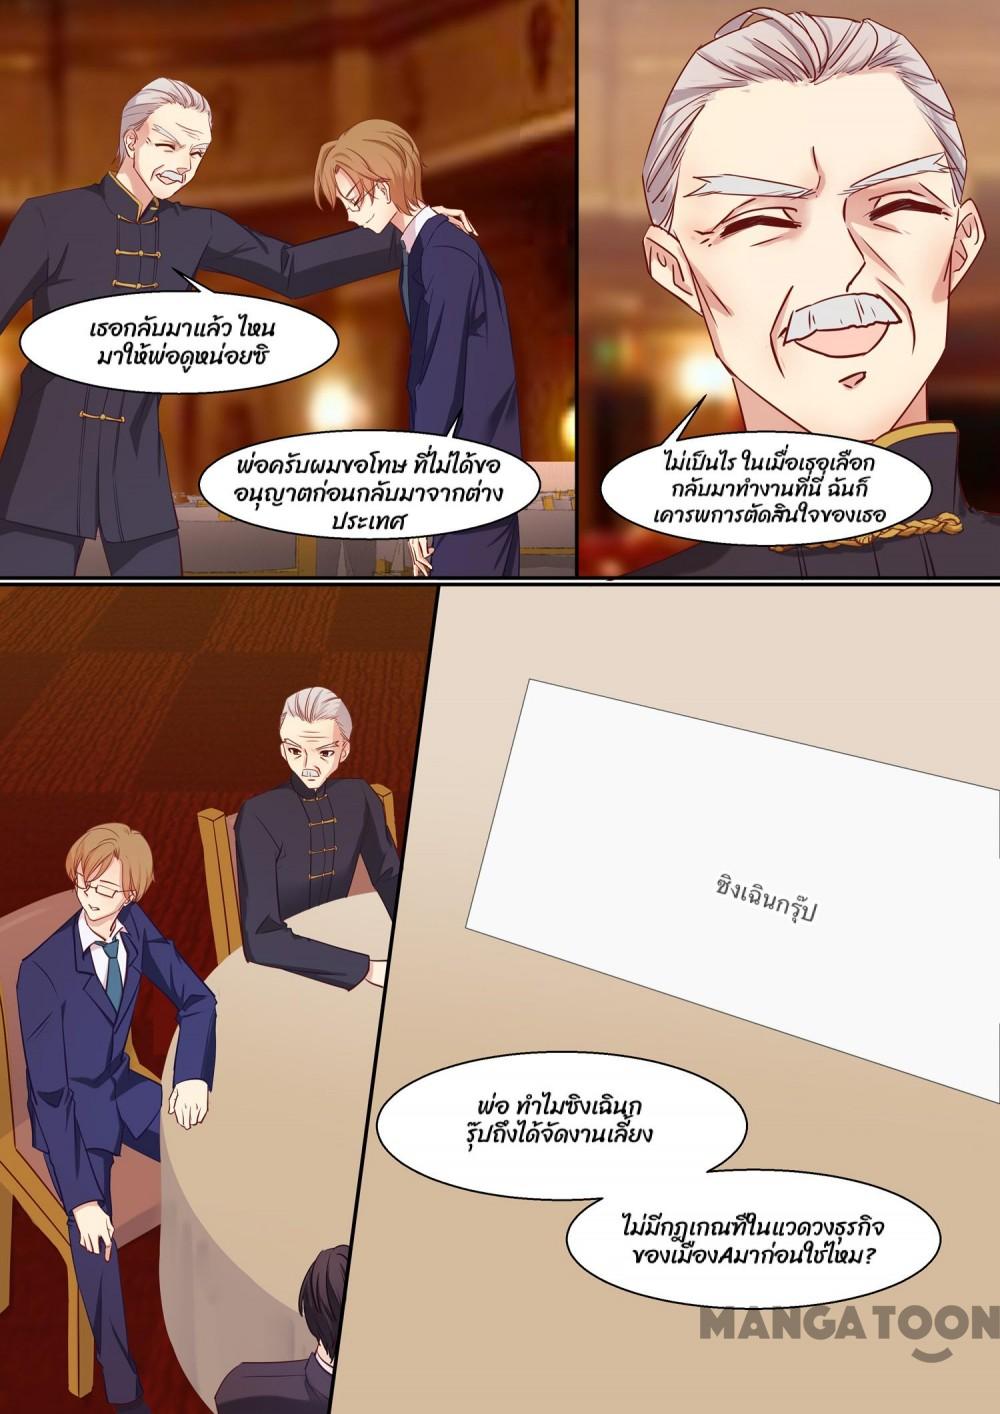 เธอกลับมาแล้ว ไหน
มาให้พ่อดูหน่อยซิ
พ่อครับผมขอโทษ ที่ไม่ได้ขอ
อนุญาตก่อนกลับมาจากต่าง
ประเทศ
ไม่เป็นไร ในเมื่อเธอเลือก
กลับมาทำงานที่นี่ ฉันก็
เคารพการตัดสินใจของเธอ
ซิงเฉินกรุ๊ป
พ่อ ทำไมซิงเฉินก
รุ๊ปถึงได้จัดงานเลี้ยง
ไม่มีกฎเกณฑ์ในแวดวงธุรกิจ
ของเมืองAมาก่อนใช่ไหม?
MANGATOON